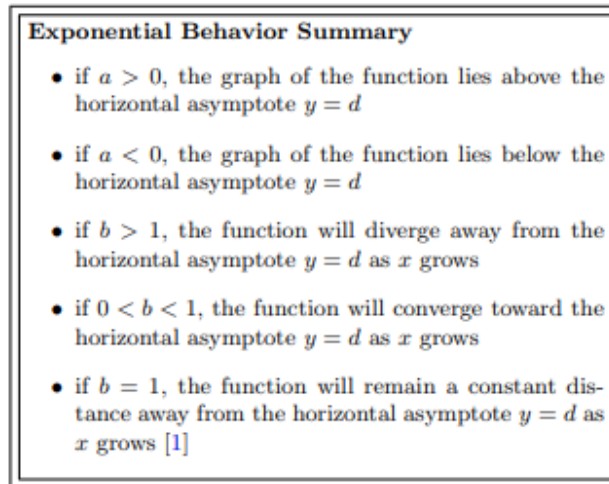 Exponential Behavior Summary
• if a > 0, the graph of the function lies above the
horizontal asymptote y = d
• if a < 0, the graph of the function lies below the
horizontal asymptote y = d
• if b > 1, the function will diverge away from the
horizontal asymptote y = d as x grows
• if 0 < b < 1, the function will converge toward the
horizontal asymptote y = d as x grows
• if b = 1, the function will remain a constant dis-
tance away from the horizontal asymptote y = d as
x grows [1]